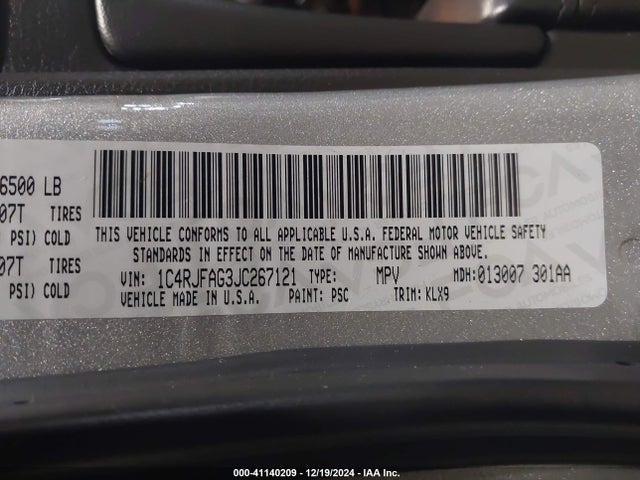 6500 LB
07T TIRES
PSI) COLD
07T TIRES
PSI) COLD
THIS VEHICLE CONFORMS TO ALL APPLICABLE U.S.A. FEDERAL MOTOR VEHICLE SAFETY
STANDARDS IN EFFECT ON THE DATE OF MANUFACTURE SHOWN ABOVE.
VIN: 1C4RJFAG3JC267121 TYPE: MPV MDH: 013007 301AA
VEHICLE MADE IN U.S.A. PAINT: PSC TRIM: KLX9
000-41140209 - 12/19/2024 - IAA Inc.